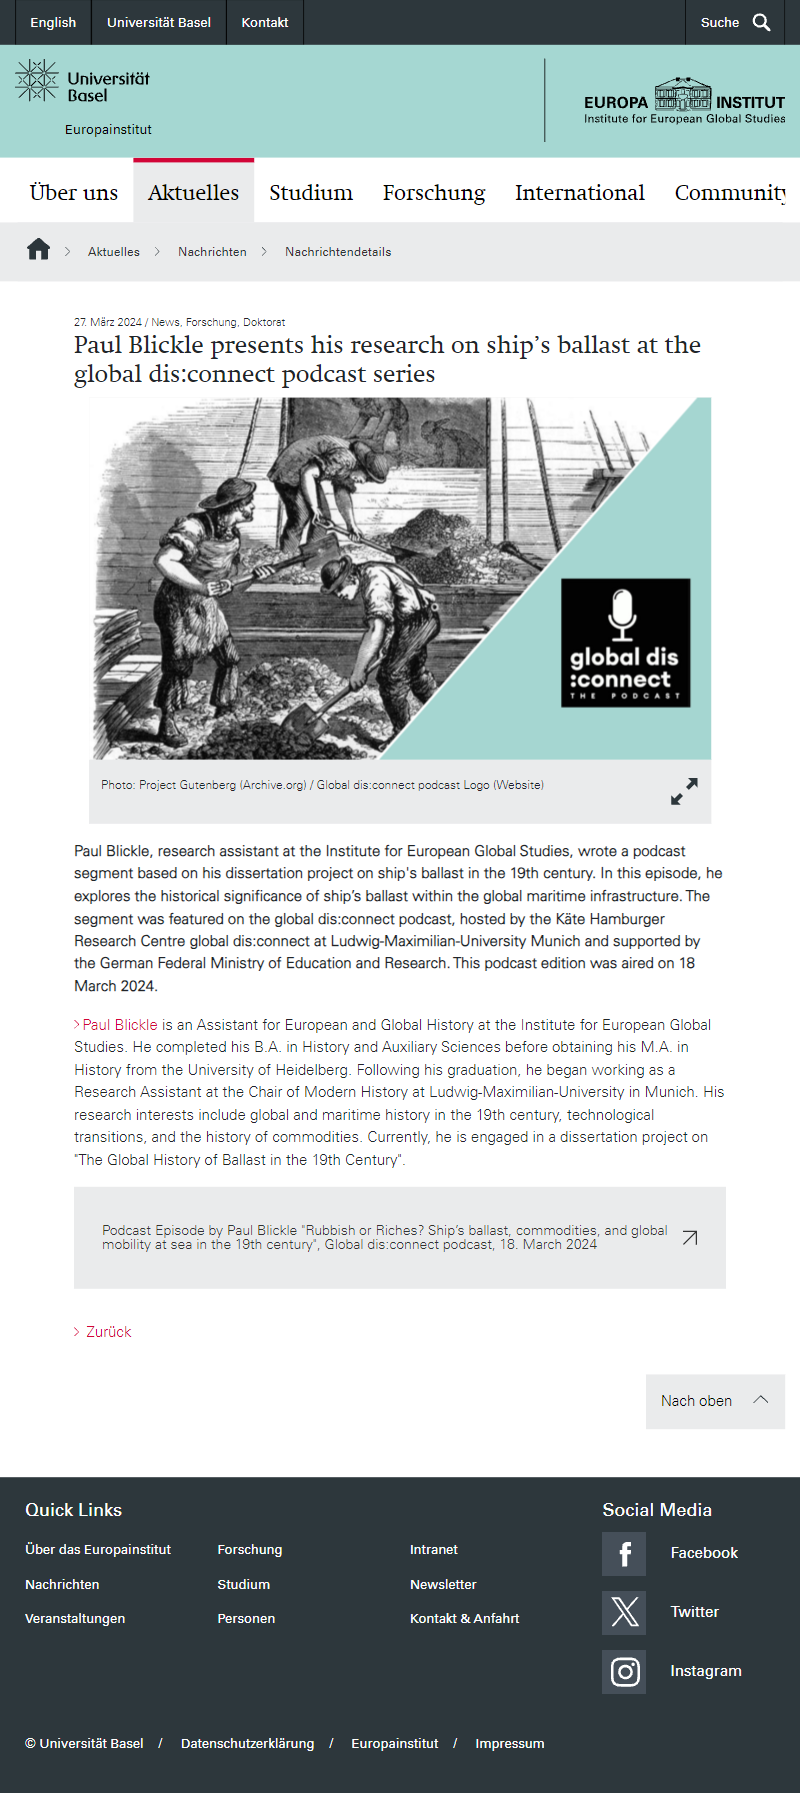 English
Universität Basel
Kontakt
Suche
Universität
Basel
Europainstitut
EUROPA INSTITUT
Institute for European Global Studies
Über uns
Aktuelles
Studium
Forschung
International
Community
Aktuelles
Nachrichten
Nachrichtendetails
27. März 2024 / News, Forschung, Doktorat
Paul Blickle presents his research on ship’s ballast at the
global dis:connect podcast series
global dis
:connect
THE PODCAST
Photo: Project Gutenberg (Archive.org) / Global dis:connect podcast Logo (Website)
Paul Blickle, research assistant at the Institute for European Global Studies, wrote a podcast
segment based on his dissertation project on ship's ballast in the 19th century. In this episode, he
explores the historical significance of ship’s ballast within the global maritime infrastructure. The
segment was featured on the global dis:connect podcast, hosted by the Käte Hamburger
Research Centre global dis:connect at Ludwig-Maximilian-University Munich and supported by
the German Federal Ministry of Education and Research. This podcast edition was aired on 18
March 2024.
Paul Blickle is an Assistant for European and Global History at the Institute for European Global
Studies. He completed his B.A. in History and Auxiliary Sciences before obtaining his M.A. in
History from the University of Heidelberg. Following his graduation, he began working as a
Research Assistant at the Chair of Modern History at Ludwig-Maximilian-University in Munich. His
research interests include global and maritime history in the 19th century, technological
transitions, and the history of commodities. Currently, he is engaged in a dissertation project on
"The Global History of Ballast in the 19th Century".
Podcast Episode by Paul Blickle "Rubbish or Riches? Ship’s ballast, commodities, and global
mobility at sea in the 19th century", Global dis:connect podcast, 18. March 2024
Zurück
Nach oben
Quick Links
Über das Europainstitut
Nachrichten
Veranstaltungen
Forschung
Studium
Personen
Intranet
Newsletter
Kontakt & Anfahrt
Social Media
Facebook
Twitter
Instagram
© Universität Basel / Datenschutzerklärung / Europainstitut / Impressum